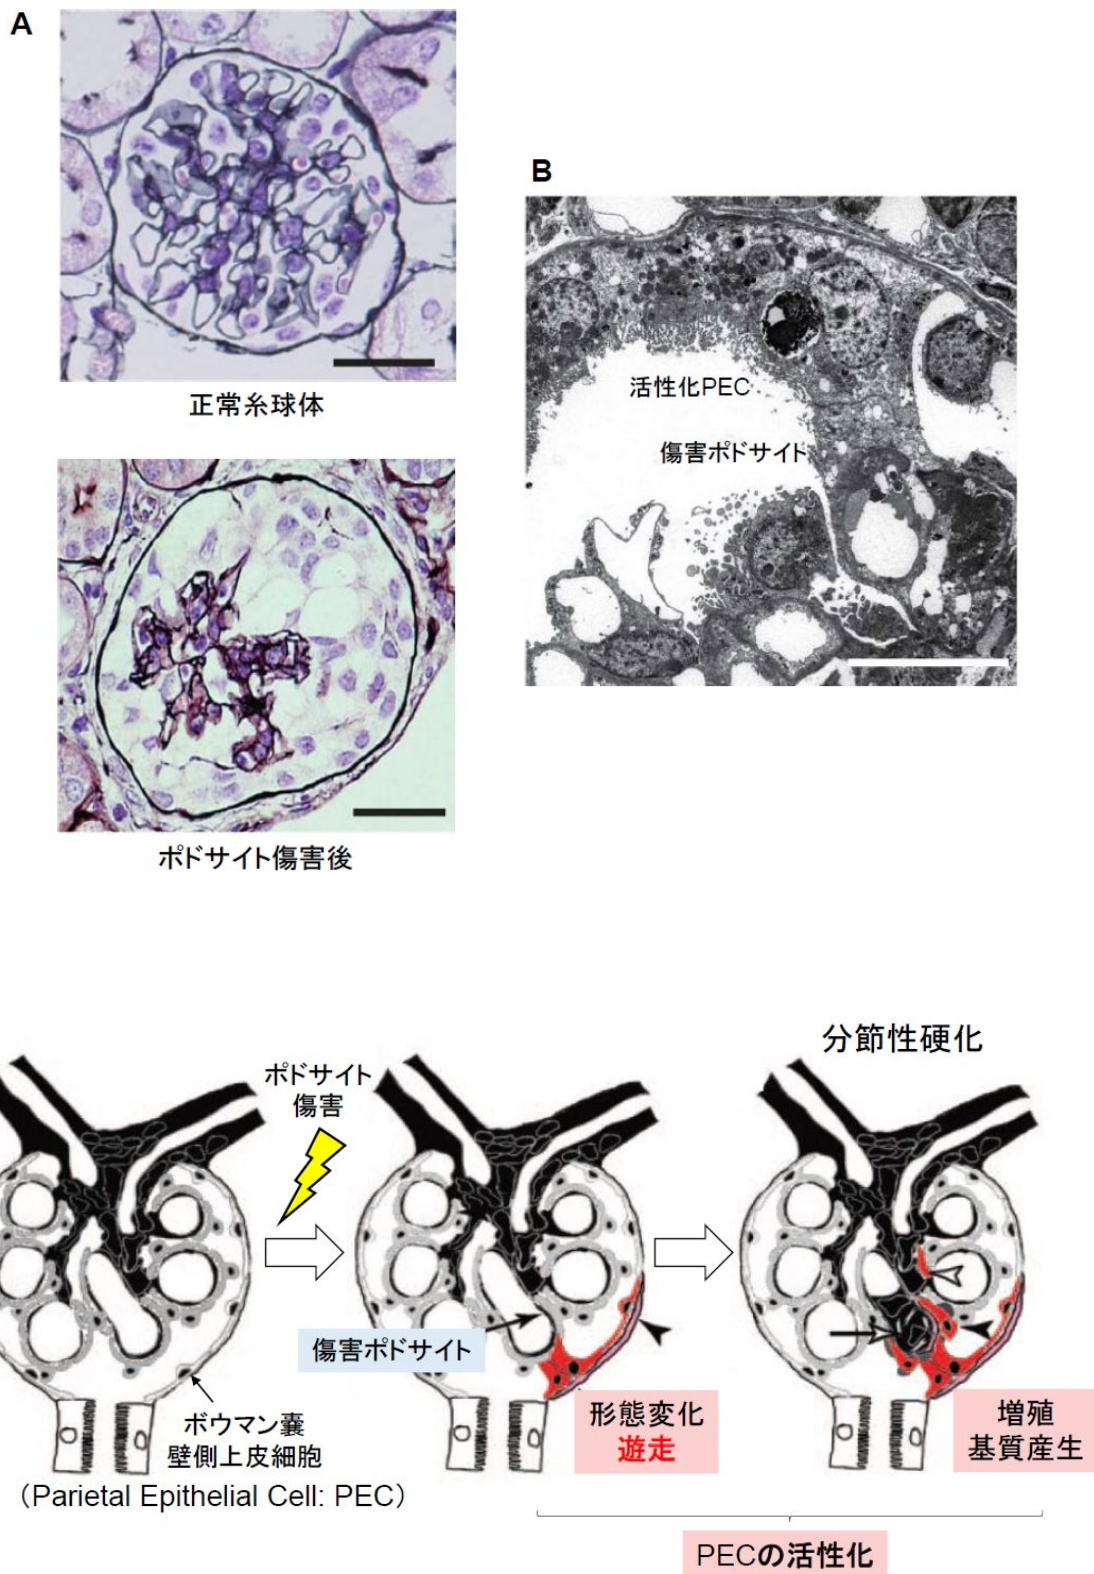 A
正常糸球体
B
活性化PEC
傷害ポドサイト
ポドサイト傷害後
分節性硬化
ポドサイト
傷害
傷害ポドサイト
ボウマン嚢
壁側上皮細胞
（Parietal Epithelial Cell: PEC）
形態変化
遊走
増殖
基質産生
PECの活性化